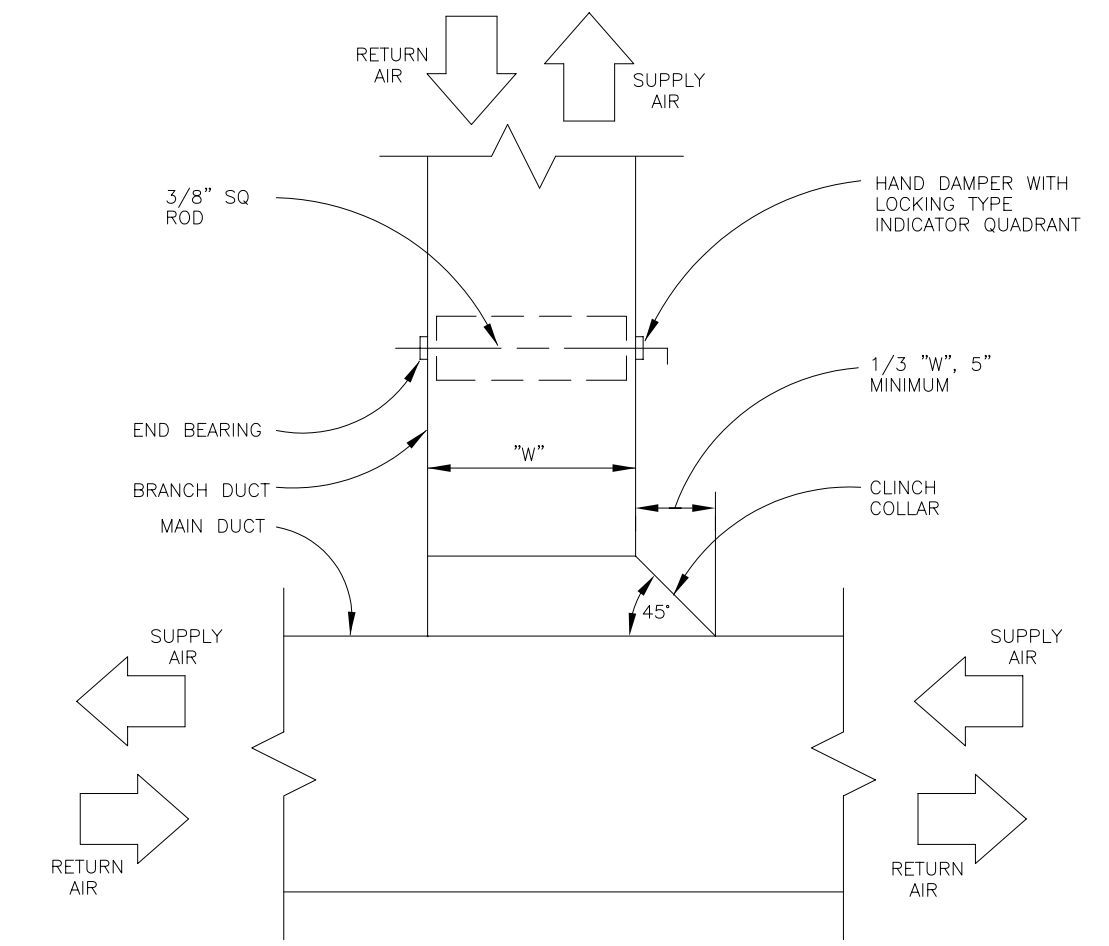 RETURN
AIR
SUPPLY
AIR
3/8" SQ
ROD
HAND DAMPER WITH
LOCKING TYPE
INDICATOR QUADRANT
1/3 "W", 5"
MINIMUM
END BEARING
"W"
BRANCH DUCT
CLINCH
COLLAR
MAIN DUCT
45°
SUPPLY
AIR
SUPPLY
AIR
RETURN
AIR
RETURN
AIR